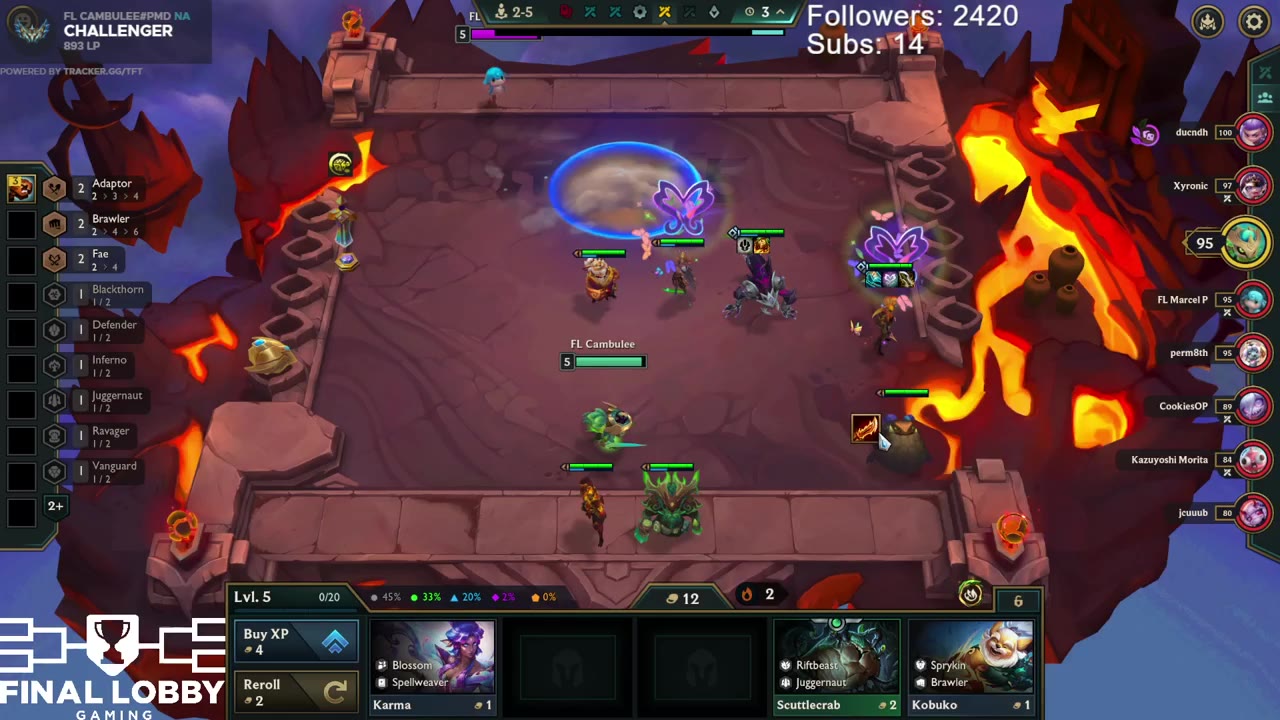 FL CAMBULEE#PMD NA
CHALLENGER
893 LP
POWERED BY TRACKER.GG/TFT
FL
2-5
3
5
Followers: 2420
Subs: 14
2 Adaptor
2 > 3 > 4
2 Brawler
2 > 4 > 6
2 Fae
2 > 4
1 Blackthorn
1 / 2
1 Defender
1 / 2
1 Inferno
1 / 2
1 Juggernaut
1 / 2
1 Ravager
1 / 2
1 Vanguard
1 / 2
2+
ducndh 100
Xyronic 97
95
FL Marcel P 95
perm8th 95
CookiesOP 89
Kazuyoshi Morita 84
jcuuub 80
FL Cambulee
5
Lvl. 5 0/20
45% 33% 20% 2% 0%
12
2
6
Buy XP
4
Reroll
2
Blossom
Spellweaver
Karma 1
Riftbeast
Juggernaut
Scuttlecrab 2
Sprykin
Brawler
Kobuko 1
FINAL LOBBY
GAMING